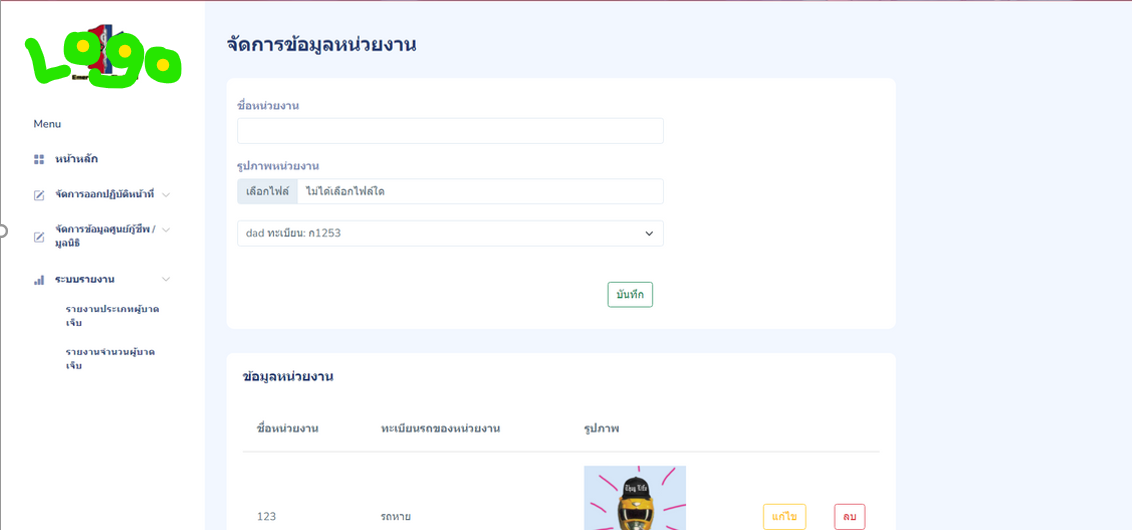 Logo
Emer
Menu
หน้าหลัก
จัดการออกปฏิบัติหน้าที่
จัดการข้อมูลศูนย์กู้ชีพ /
มูลนิธิ
ระบบรายงาน
รายงานประเภทผู้บาด
เจ็บ
รายงานจำนวนผู้บาด
เจ็บ
จัดการข้อมูลหน่วยงาน
ชื่อหน่วยงาน
รูปภาพหน่วยงาน
เลือกไฟล์ ไม่ได้เลือกไฟล์ใด
dad ทะเบียน: ก1253
บันทึก
ข้อมูลหน่วยงาน
ชื่อหน่วยงาน ทะเบียนรถของหน่วยงาน รูปภาพ
123 รถหาย แก้ไข ลบ